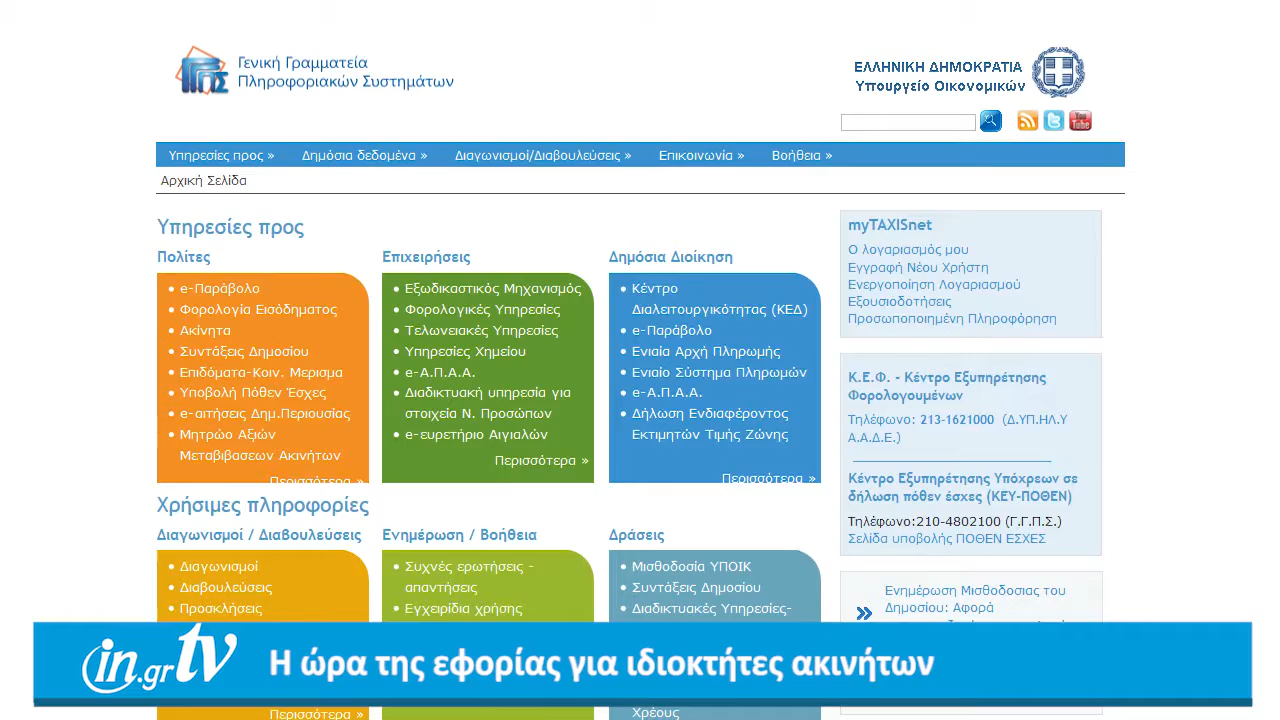 Γενική Γραμματεία
Πληροφοριακών Συστημάτων
ΕΛΛΗΝΙΚΗ ΔΗΜΟΚΡΑΤΙΑ
Υπουργείο Οικονομικών
You Tube
Υπηρεσίες προς » Δημόσια δεδομένα » Διαγωνισμοί/Διαβουλεύσεις » Επικοινωνία » Βοήθεια »
Αρχική Σελίδα
Υπηρεσίες προς
Πολίτες
• e-Παράβολο
• Φορολογία Εισόδηματος
• Ακίνητα
• Συντάξεις Δημοσίου
• Επιδόματα-Κοιν. Μερισμα
• Υποβολή Πόθεν Έσχες
• e-αιτήσεις Δημ.Περιουσίας
• Μητρώο Αξιών
Μεταβιβασεων Ακινήτων
Περισσότερα »
Επιχειρήσεις
• Εξωδικαστικός Μηχανισμός
• Φορολογικές Υπηρεσίες
• Τελωνειακές Υπηρεσίες
• Υπηρεσίες Χημείου
• e-Α.Π.Α.Α.
• Διαδικτυακή υπηρεσία για
στοιχεία Ν. Προσώπων
• e-ευρετήριο Αιγιαλών
Περισσότερα »
Δημόσια Διοίκηση
• Κέντρο
Διαλειτουργικότητας (ΚΕΔ)
• e-Παράβολο
• Ενιαία Αρχή Πληρωμής
• Ενιαίο Σύστημα Πληρωμών
• e-Α.Π.Α.Α.
• Δήλωση Ενδιαφέροντος
Εκτιμητών Τιμής Ζώνης
Περισσότερα »
myTAXISnet
Ο λογαριασμός μου
Εγγραφή Νέου Χρήστη
Ενεργοποίηση Λογαριασμού
Εξουσιοδοτήσεις
Προσωποποιημένη Πληροφόρηση
Κ.Ε.Φ. - Κέντρο Εξυπηρέτησης
Φορολογουμένων
Τηλέφωνο: 213-1621000 (Δ.ΥΠ.ΗΛ.Υ
Α.Α.Δ.Ε.)
Κέντρο Εξυπηρέτησης Υπόχρεων σε
δήλωση πόθεν έσχες (ΚΕΥ-ΠΟΘΕΝ)
Τηλέφωνο:210-4802100 (Γ.Γ.Π.Σ.)
Σελίδα υποβολής ΠΟΘΕΝ ΕΣΧΕΣ
Ενημέρωση Μισθοδοσιας του
Δημοσίου: Αφορά
Χρήσιμες πληροφορίες
Διαγωνισμοί / Διαβουλεύσεις
• Διαγωνισμοί
• Διαβουλεύσεις
• Προσκλήσεις
Περισσότερα »
Ενημέρωση / Βοήθεια
• Συχνές ερωτήσεις -
απαντήσεις
• Εγχειρίδια χρήσης
Δράσεις
• Μισθοδοσία ΥΠΟΙΚ
• Συντάξεις Δημοσίου
• Διαδικτυακές Υπηρεσίες-
Χρέους
in.gr tv Η ώρα της εφορίας για ιδιοκτήτες ακινήτων